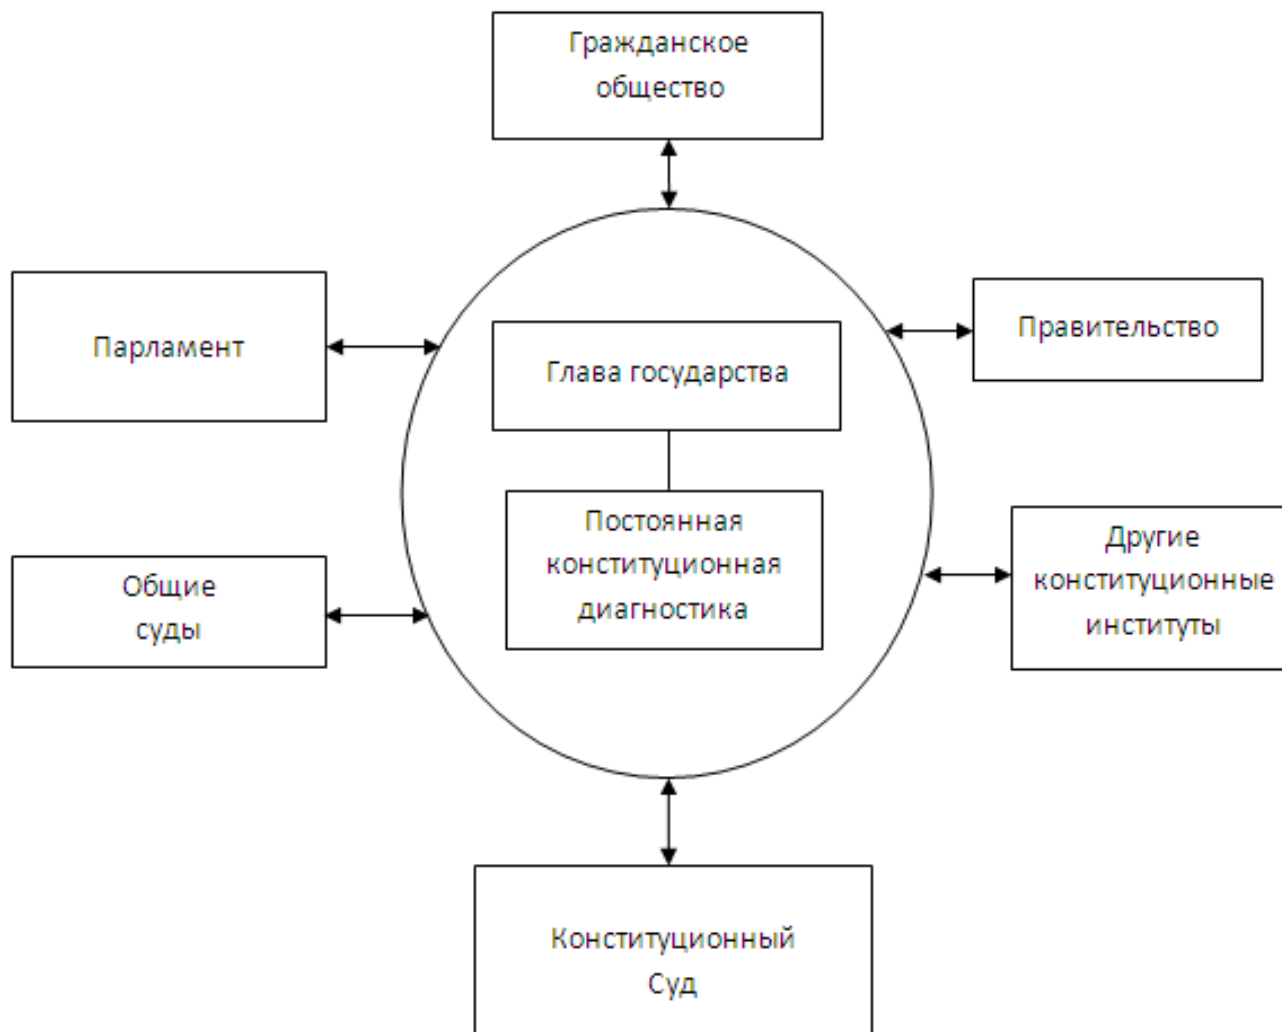 Гражданское
общество
Парламент
Глава государства
Правительство
Постоянная
конституционная
диагностика
Общие
суды
Другие
конституционные
институты
Конституционный
Суд